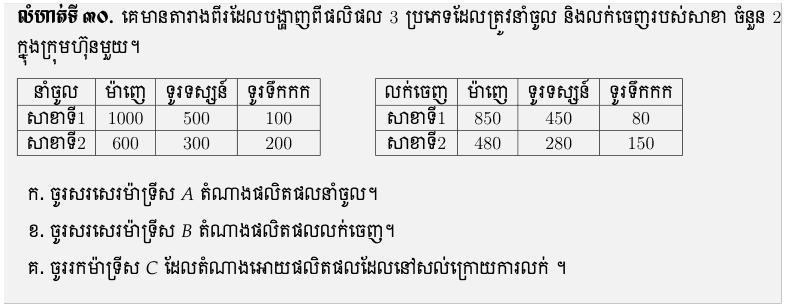 លំហាត់ទី ៣០. គេមានតារាងពីរដែលបង្ហាញពីផលិផល 3 ប្រភេទដែលត្រូវនាំចូល និងលក់ចេញរបស់សាខា ចំនួន 2
ក្នុងក្រុមហ៊ុនមួយ។
នាំចូល ម៉ាញេ ទូរទស្សន៍ ទូរទឹកកក
សាខាទី1 1000 500 100
សាខាទី2 600 300 200
លក់ចេញ ម៉ាញេ ទូរទស្សន៍ ទូរទឹកកក
សាខាទី1 850 450 80
សាខាទី2 480 280 150
ក. ចូរសរសេរម៉ាទ្រីស A តំណាងផលិតផលនាំចូល។
ខ. ចូរសរសេរម៉ាទ្រីស B តំណាងផលិតផលលក់ចេញ។
គ. ចូររកម៉ាទ្រីស C ដែលតំណាងអោយផលិតផលដែលនៅសល់ក្រោយការលក់ ។